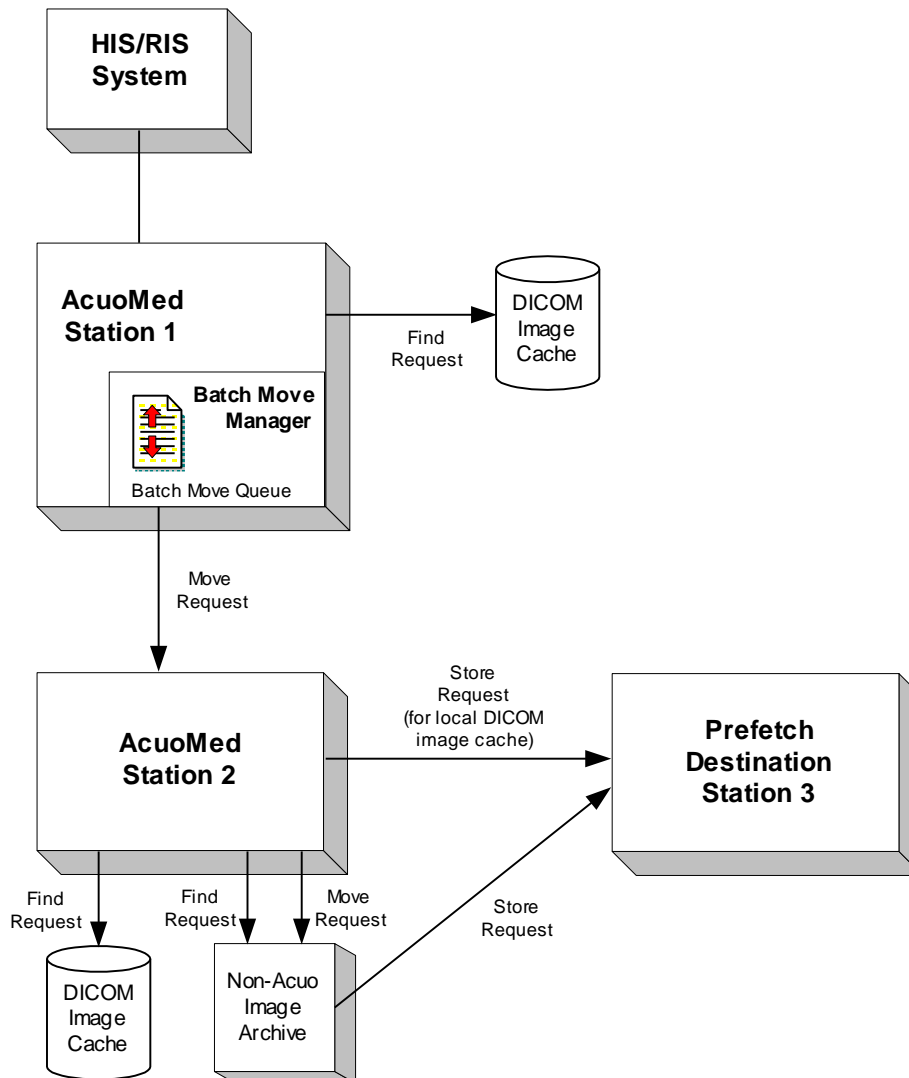 HIS/RIS
System
AcuoMed
Station 1
Find
Request
DICOM
Image
Cache
Batch Move
Manager
Batch Move Queue
Move
Request
AcuoMed
Station 2
Store
Request
(for local DICOM
image cache)
Prefetch
Destination
Station 3
Find
Request
Find
Request
Move
Request
Store
Request
DICOM
Image
Cache
Non-Acuo
Image
Archive